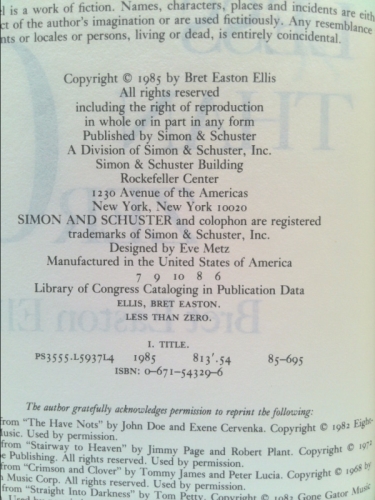 el is a work of fiction. Names, characters, places and incidents are eith
ct of the author's imagination or are used fictitiously. Any resemblance
nts or locales or persons, living or dead, is entirely coincidental.
Copyright © 1985 by Bret Easton Ellis
All rights reserved
including the right of reproduction
in whole or in part in any form
Published by Simon & Schuster
A Division of Simon & Schuster, Inc.
Simon & Schuster Building
Rockefeller Center
1230 Avenue of the Americas
New York, New York 10020
SIMON AND SCHUSTER and colophon are registered
trademarks of Simon & Schuster, Inc.
Designed by Eve Metz
Manufactured in the United States of America
7 9 10 8 6
Library of Congress Cataloging in Publication Data
ELLIS, BRET EASTON.
LESS THAN ZERO.
I. TITLE.
PS3555.L5937L4 1985 813'.54 85-695
ISBN: 0-671-54329-6
The author gratefully acknowledges permission to reprint the following:
from "The Have Nots" by John Doe and Exene Cervenka. Copyright © 1982 Eight-
Music. Used by permission.
from "Stairway to Heaven" by Jimmy Page and Robert Plant. Copyright © 1972
e Publishing. All rights reserved. Used by permission.
from "Crimson and Clover" by Tommy James and Peter Lucia. Copyright © 1968 by
n Music Corp. All rights reserved. Used by permission.
from "Straight Into Darkness" by Tom Petty. Copyright © 1982 Gone Gator Music